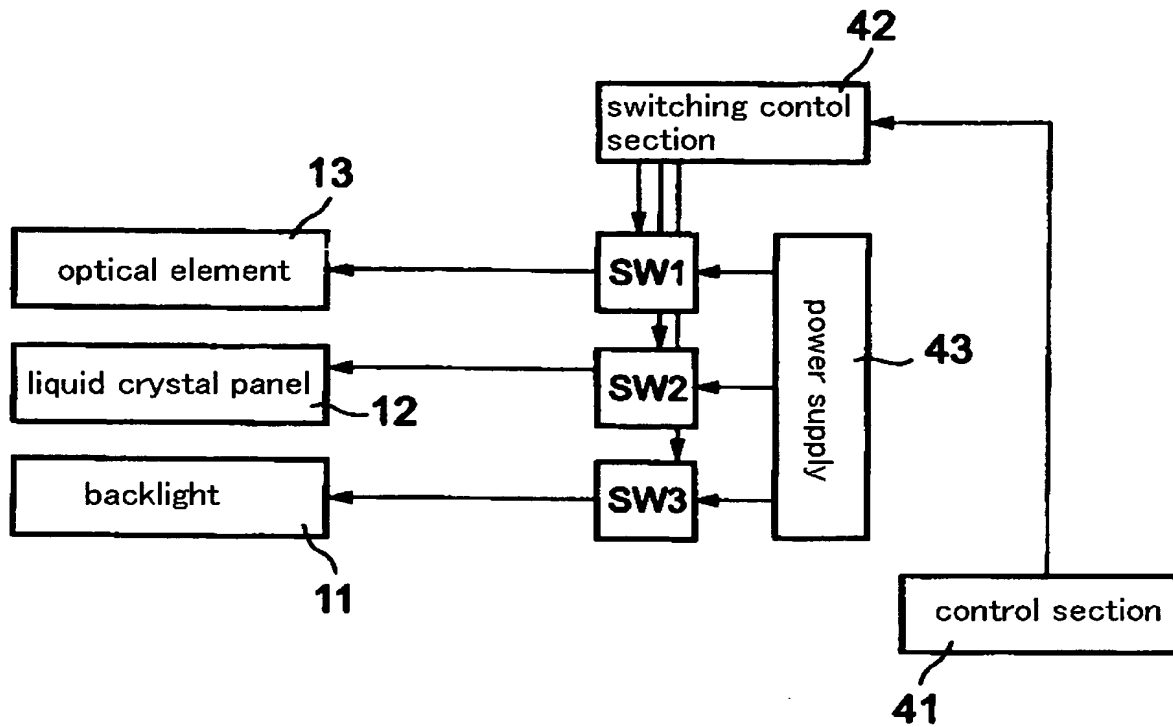 42
switching contol
section
13
optical element
SW1
power supply
43
liquid crystal panel
12
SW2
backlight
SW3
11
control section
41